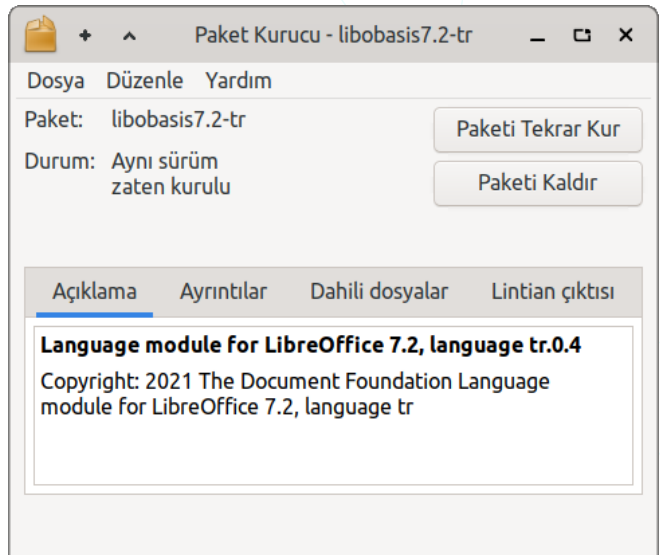 Paket Kurucu - libobasis7.2-tr
Dosya Düzenle Yardım
Paket: libobasis7.2-tr
Paketi Tekrar Kur
Durum: Aynı sürüm
zaten kurulu
Paketi Kaldır
Açıklama Ayrıntılar Dahili dosyalar Lintian çıktısı
Language module for LibreOffice 7.2, language tr.0.4
Copyright: 2021 The Document Foundation Language
module for LibreOffice 7.2, language tr